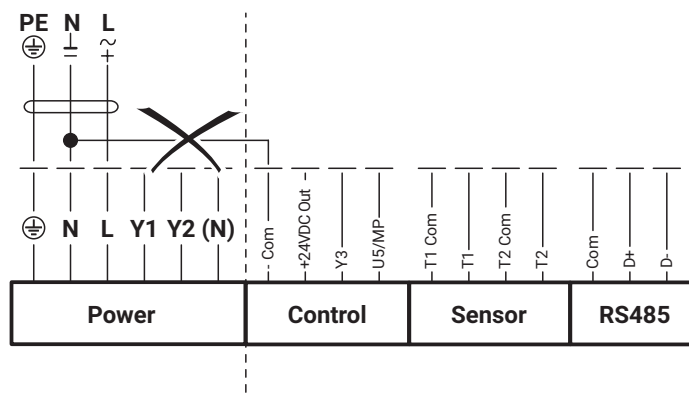 PE N L
N L Y1 Y2 (N)
- Com
+24VDC Out
Y3
U5/MP
T1 Com
T1
T2 Com
T2
Com
D+
D-
Power Control Sensor RS485